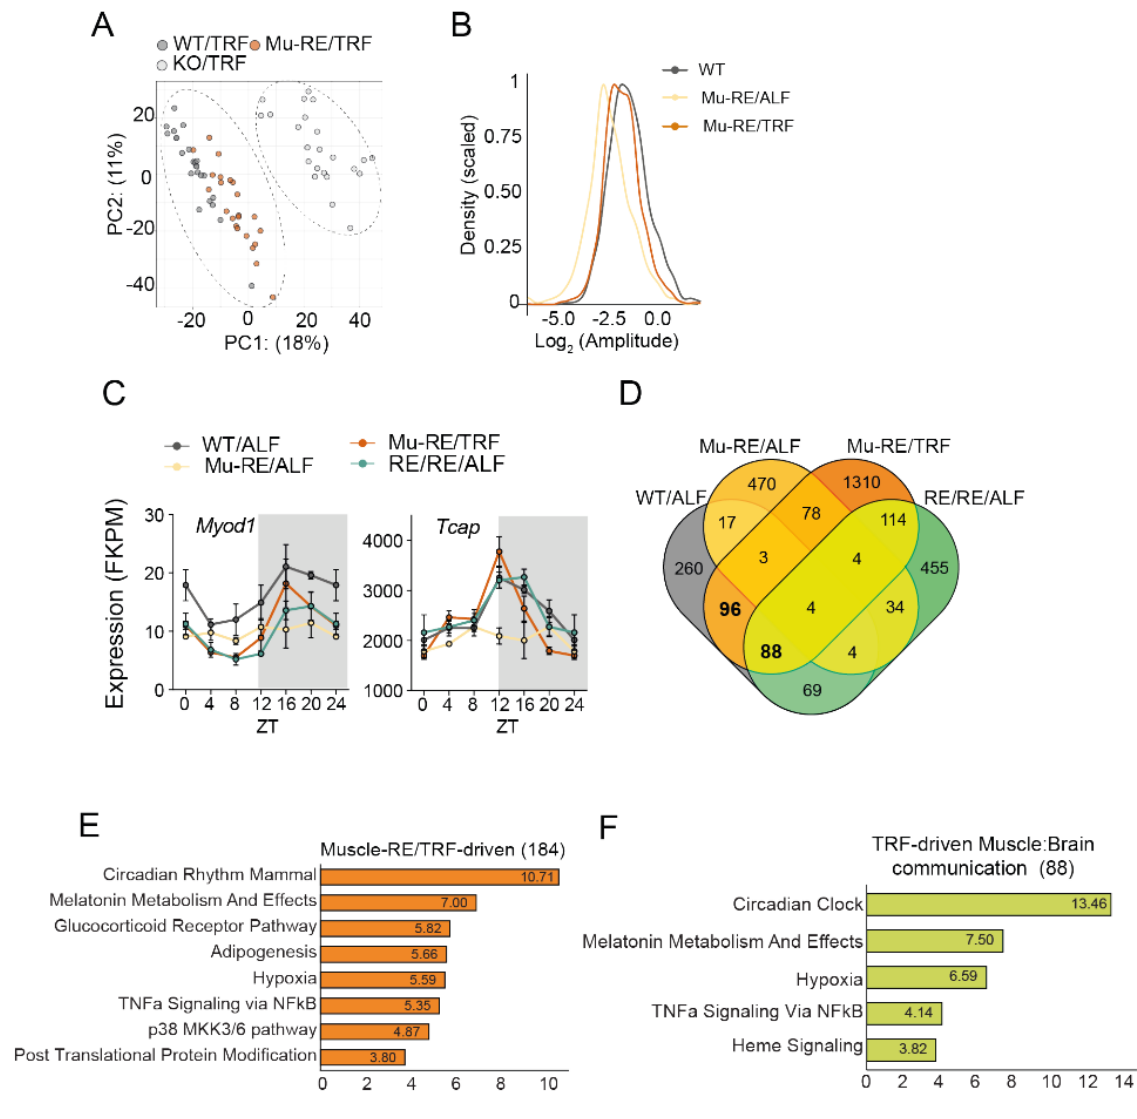 A
WT/TRF Mu-RE/TRF
KO/TRF
20
0
-20
-40
PC2: (11%)
-20 0 20 40
PC1: (18%)
B
WT
Mu-RE/ALF
Mu-RE/TRF
1
0.75
0.50
0.25
0
Density (scaled)
-5.0 -2.5 0.0
Log2 (Amplitude)
C
WT/ALF Mu-RE/TRF
Mu-RE/ALF RE/RE/ALF
Expression (FKPM)
Myod1
30
20
10
0
0 4 8 12 16 20 24
ZT
Tcap
4000
3000
2000
1000
0 4 8 12 16 20 24
ZT
D
Mu-RE/ALF Mu-RE/TRF
WT/ALF RE/RE/ALF
470 1310
17 78 114
260 3 4 455
96 4 34
88 4
69
E
Muscle-RE/TRF-driven (184)
Circadian Rhythm Mammal 10.71
Melatonin Metabolism And Effects 7.00
Glucocorticoid Receptor Pathway 5.82
Adipogenesis 5.66
Hypoxia 5.59
TNFa Signaling via NFkB 5.35
p38 MKK3/6 pathway 4.87
Post Translational Protein Modification 3.80
0 2 4 6 8 10
F
TRF-driven Muscle:Brain
communication (88)
Circadian Clock 13.46
Melatonin Metabolism And Effects 7.50
Hypoxia 6.59
TNFa Signaling Via NFkB 4.14
Heme Signaling 3.82
0 2 4 6 8 10 12 14